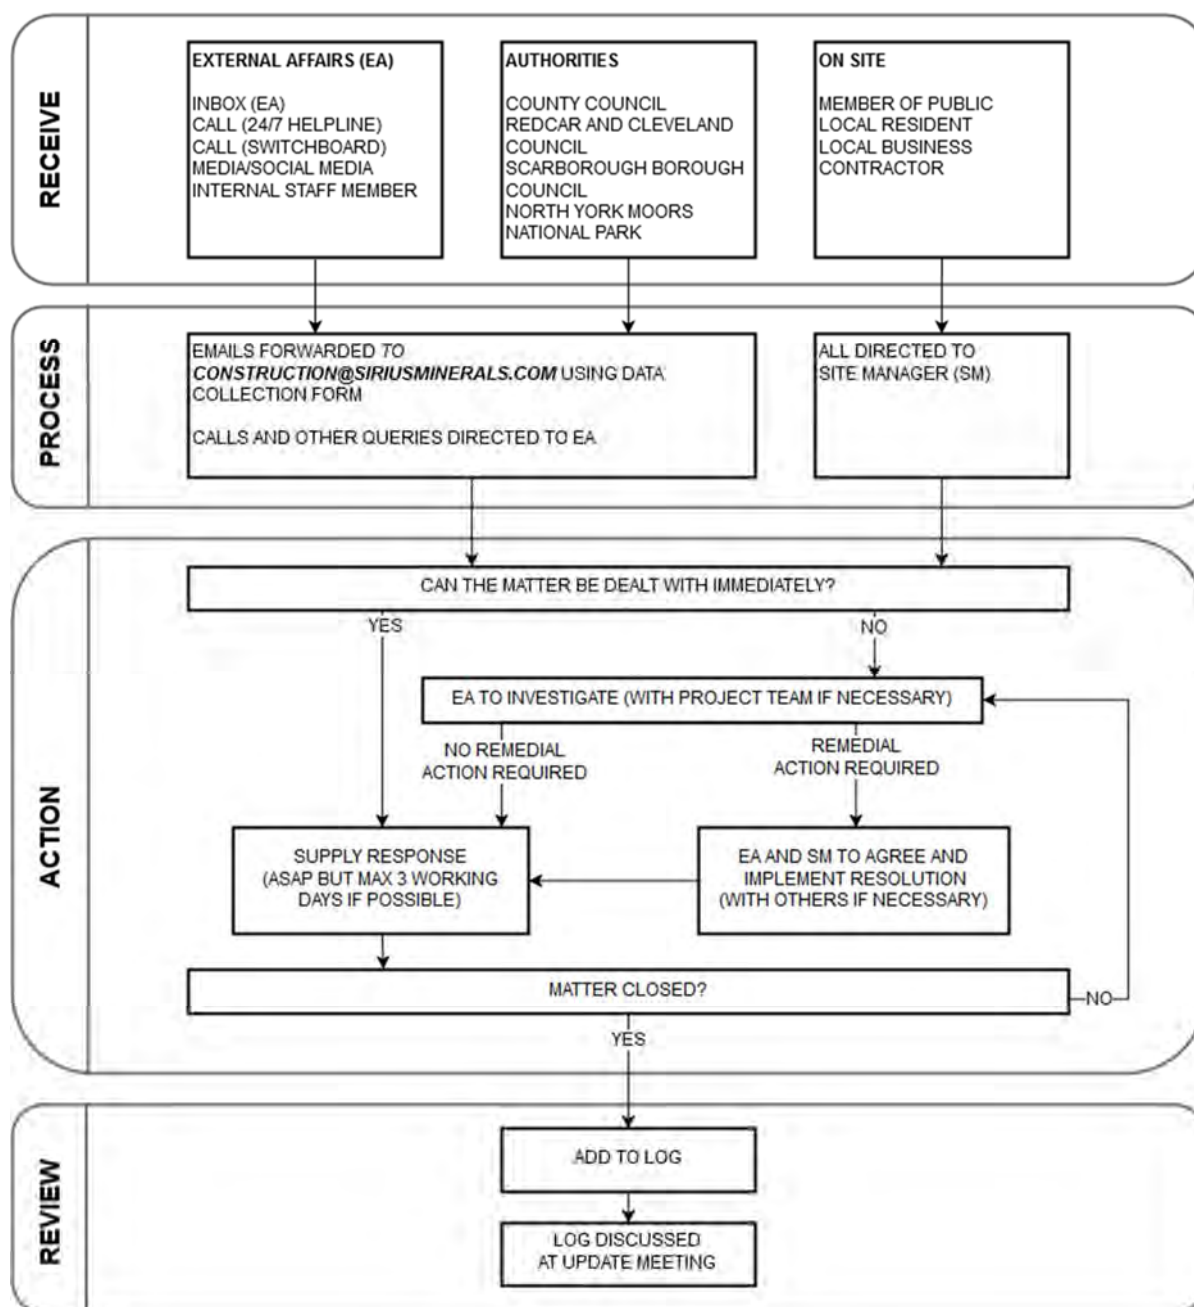 RECEIVE
EXTERNAL AFFAIRS (EA)
INBOX (EA)
CALL (24/7 HELPLINE)
CALL (SWITCHBOARD)
MEDIA/SOCIAL MEDIA
INTERNAL STAFF MEMBER
AUTHORITIES
COUNTY COUNCIL
REDCAR AND CLEVELAND
COUNCIL
SCARBOROUGH BOROUGH
COUNCIL
NORTH YORK MOORS
NATIONAL PARK
ON SITE
MEMBER OF PUBLIC
LOCAL RESIDENT
LOCAL BUSINESS
CONTRACTOR
PROCESS
EMAILS FORWARDED TO
CONSTRUCTION@SIRIUSMINERALS.COM USING DATA
COLLECTION FORM
CALLS AND OTHER QUERIES DIRECTED TO EA
ALL DIRECTED TO
SITE MANAGER (SM)
ACTION
CAN THE MATTER BE DEALT WITH IMMEDIATELY?
YES
NO
EA TO INVESTIGATE (WITH PROJECT TEAM IF NECESSARY)
NO REMEDIAL
ACTION REQUIRED
REMEDIAL
ACTION REQUIRED
SUPPLY RESPONSE
(ASAP BUT MAX 3 WORKING
DAYS IF POSSIBLE)
EA AND SM TO AGREE AND
IMPLEMENT RESOLUTION
(WITH OTHERS IF NECESSARY)
MATTER CLOSED?
NO
YES
REVIEW
ADD TO LOG
LOG DISCUSSED
AT UPDATE MEETING